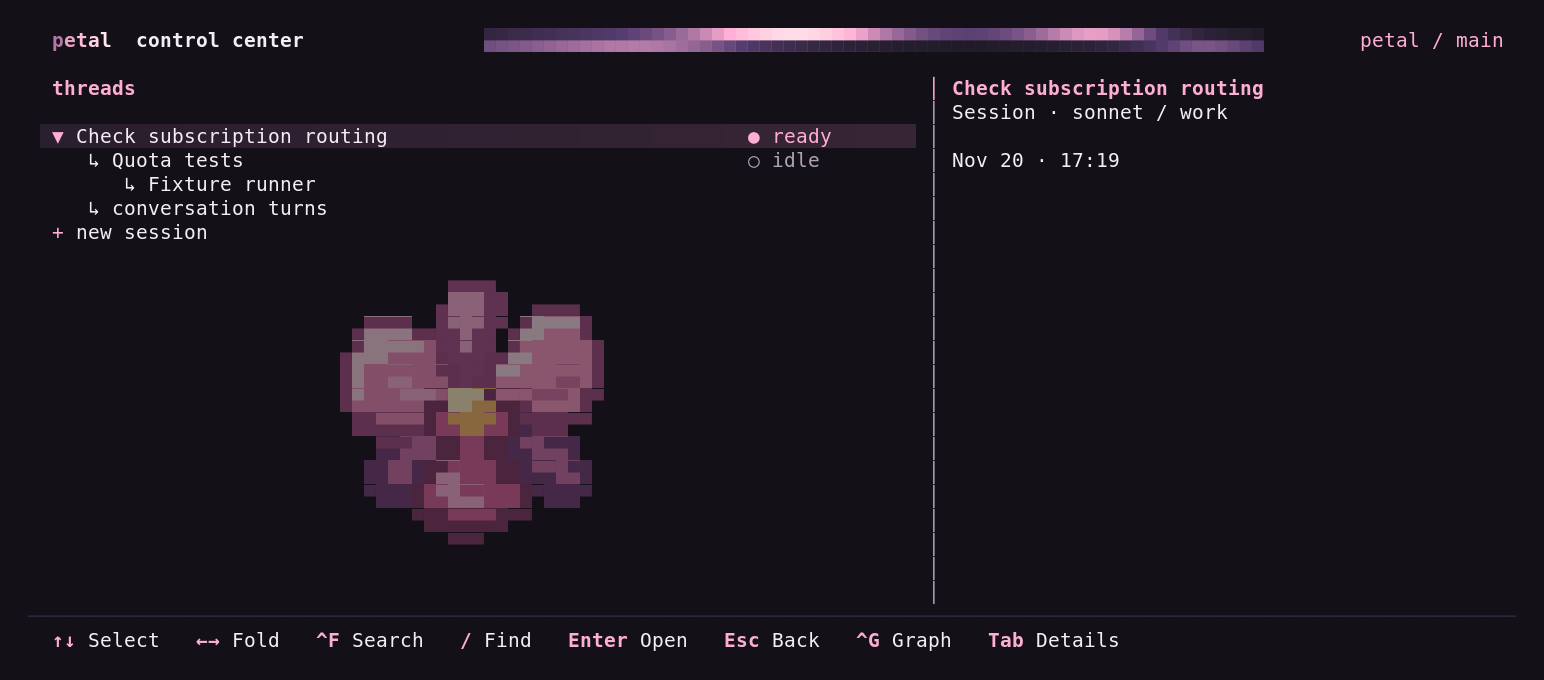 petal control center
petal / main
threads
▼ Check subscription routing ● ready
↳ Quota tests ○ idle
↳ Fixture runner
↳ conversation turns
+ new session
Check subscription routing
Session · sonnet / work
Nov 20 · 17:19
↑↓ Select ←→ Fold ^F Search / Find Enter Open Esc Back ^G Graph Tab Details